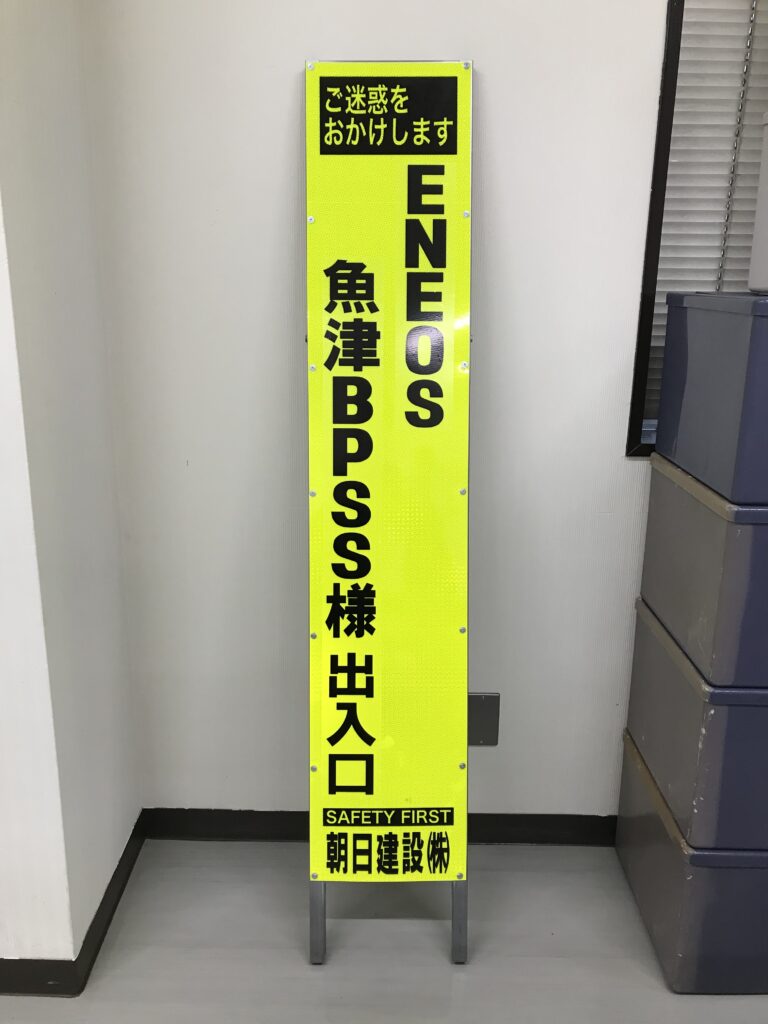 ご迷惑を
おかけします
ENEOS
魚津BPSS様 出入口
SAFETY FIRST
朝日建設㈱